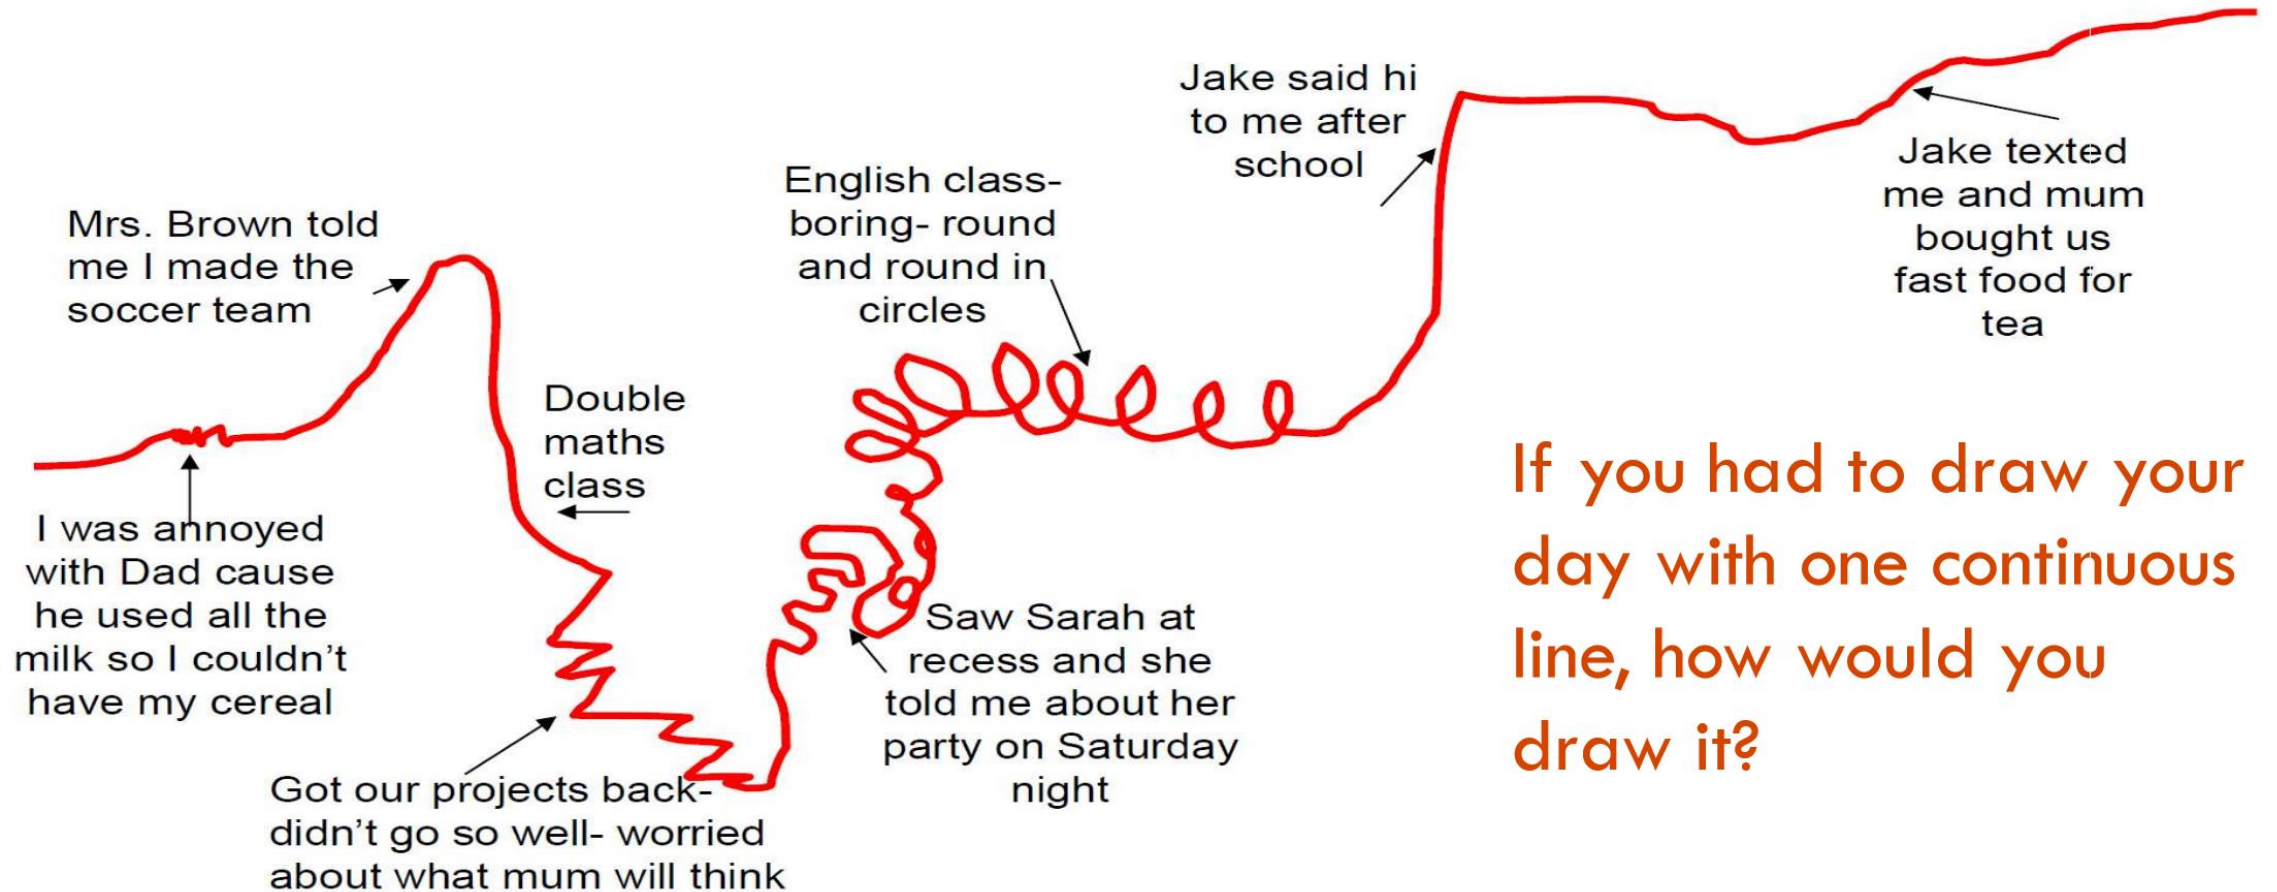 Mrs. Brown told
me I made the
soccer team
I was annoyed
with Dad cause
he used all the
milk so I couldn't
have my cereal
Double
maths
class
Got our projects back-
didn't go so well- worried
about what mum will think
Saw Sarah at
recess and she
told me about her
party on Saturday
night
English class-
boring- round
and round in
circles
Jake said hi
to me after
school
Jake texted
me and mum
bought us
fast food for
tea
If you had to draw your
day with one continuous
line, how would you
draw it?